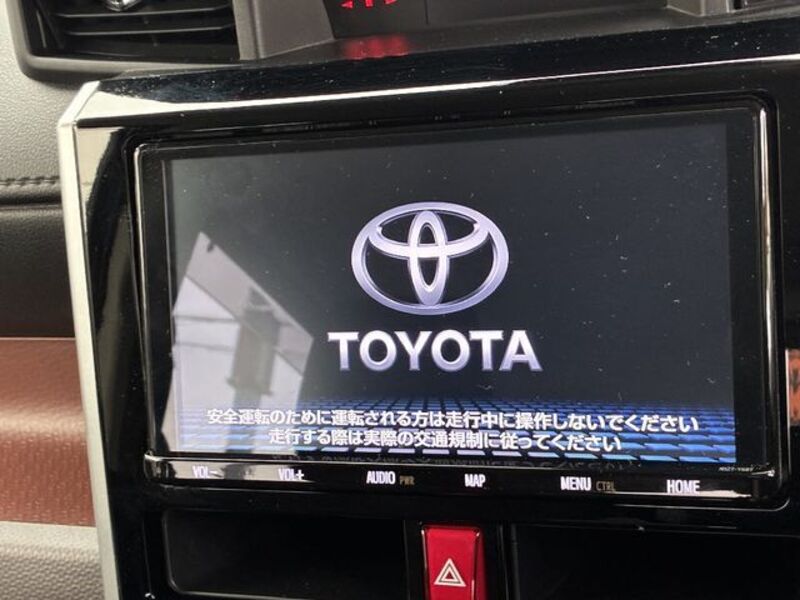 TOYOTA
安全運転のために運転される方は走行中に操作しないでください
走行する際は実際の交通規制に従ってください
VOL- VOL+ AUDIO PWR MAP MENU CTRL HOME